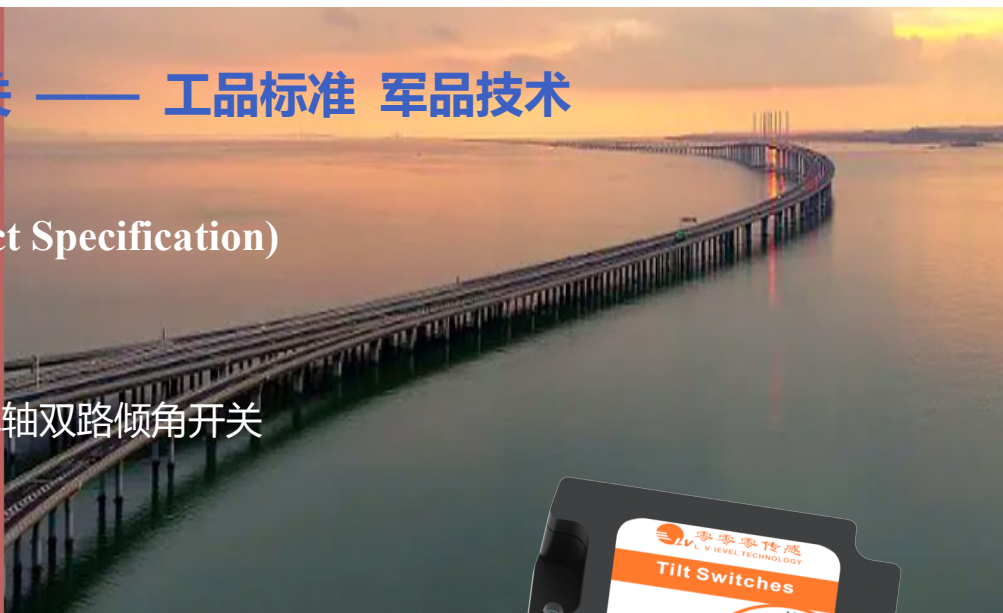 —— 工品标准 军品技术
ct Specification)
轴双路倾角开关
零零零传感
L. V lEVEL TECHNOLOGY
Tilt Switches